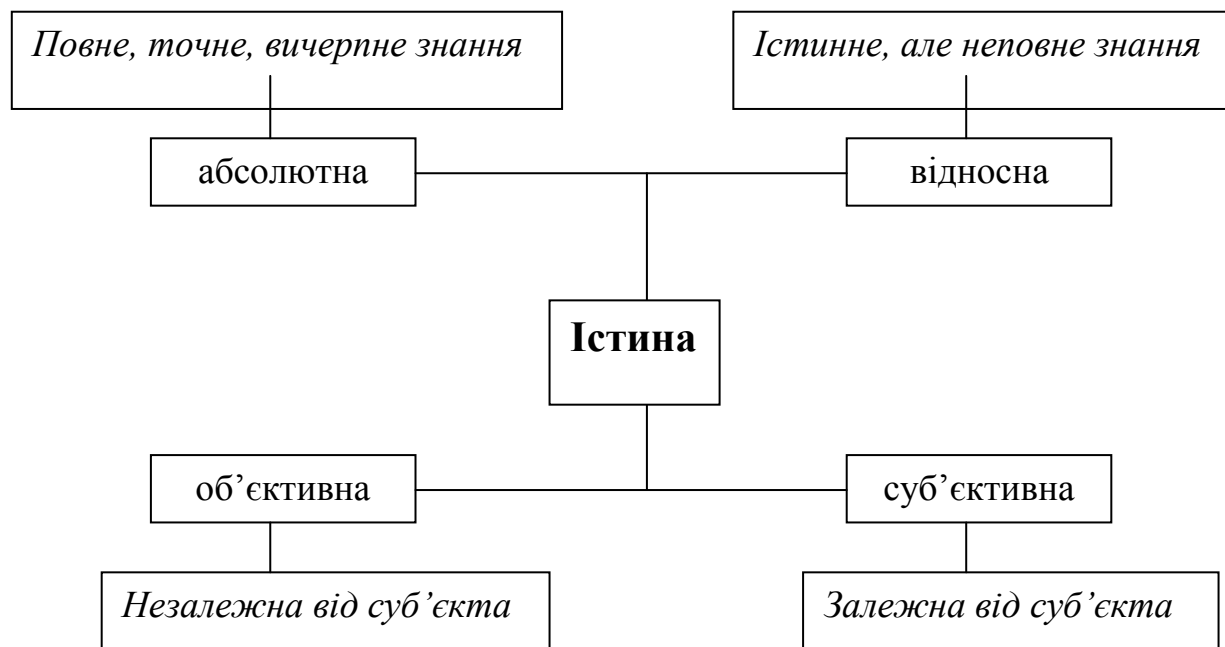 Повне, точне, вичерпне знання
Істинне, але неповне знання
абсолютна
відносна
Істина
об’єктивна
суб’єктивна
Незалежна від суб’єкта
Залежна від суб’єкта